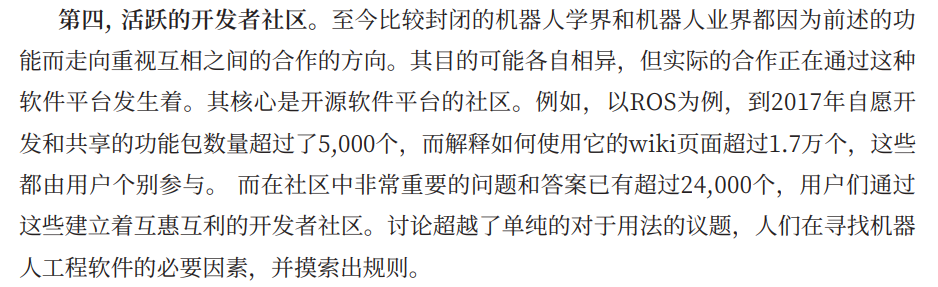 第四, 活跃的开发者社区。至今比较封闭的机器人学界和机器人业界都因为前述的功
能而走向重视互相之间的合作的方向。其目的可能各自相异，但实际的合作正在通过这种
软件平台发生着。其核心是开源软件平台的社区。例如，以ROS为例，到2017年自愿开
发和共享的功能包数量超过了5,000个，而解释如何使用它的wiki页面超过1.7万个，这些
都由用户个别参与。 而在社区中非常重要的问题和答案已有超过24,000个，用户们通过
这些建立着互惠互利的开发者社区。讨论超越了单纯的对于用法的议题，人们在寻找机器
人工程软件的必要因素，并摸索出规则。